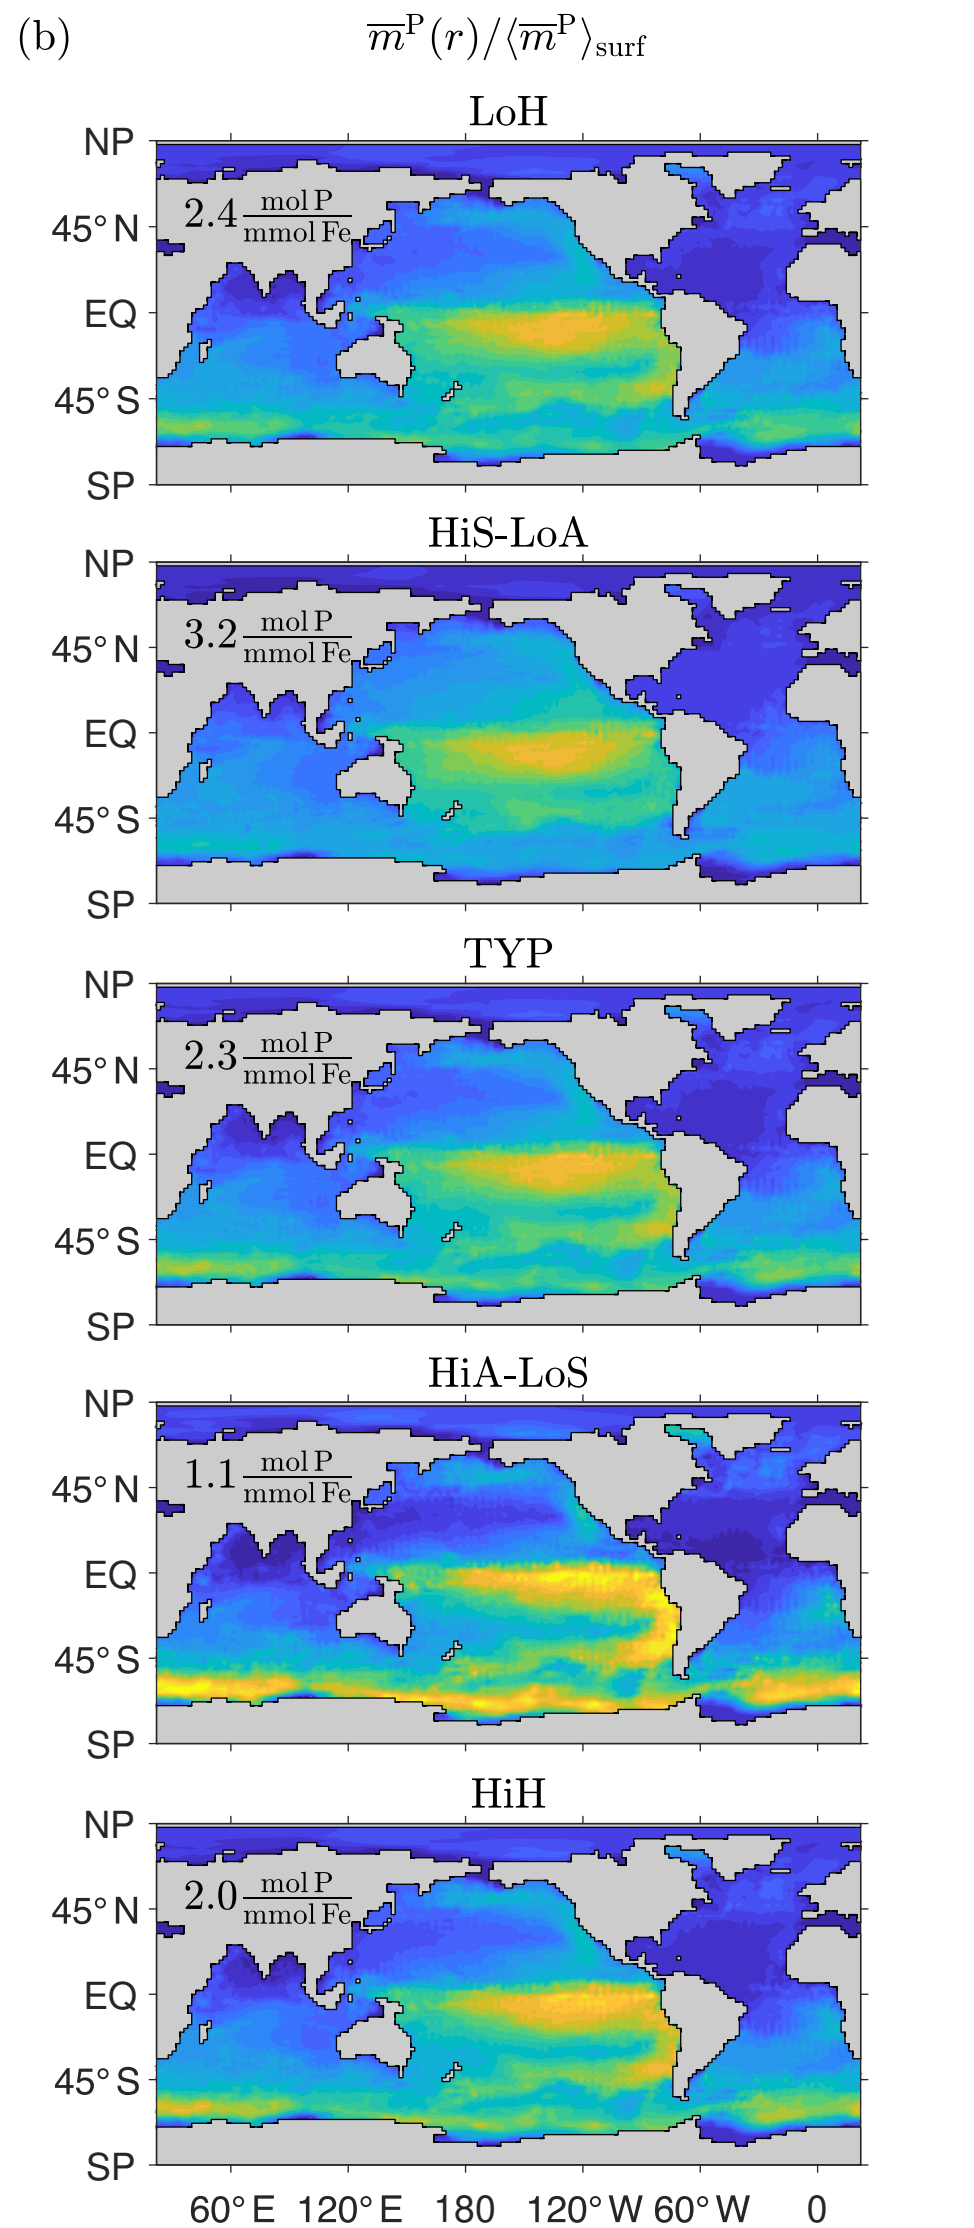 (b) m̅ᴾ(r)/⟨m̅ᴾ⟩surf
LoH
NP
2.4 mol P / mmol Fe
45° N
EQ
45° S
SP
HiS-LoA
NP
3.2 mol P / mmol Fe
45° N
EQ
45° S
SP
TYP
NP
2.3 mol P / mmol Fe
45° N
EQ
45° S
SP
HiA-LoS
NP
1.1 mol P / mmol Fe
45° N
EQ
45° S
SP
HiH
NP
2.0 mol P / mmol Fe
45° N
EQ
45° S
SP
60° E 120° E 180 120° W 60° W 0